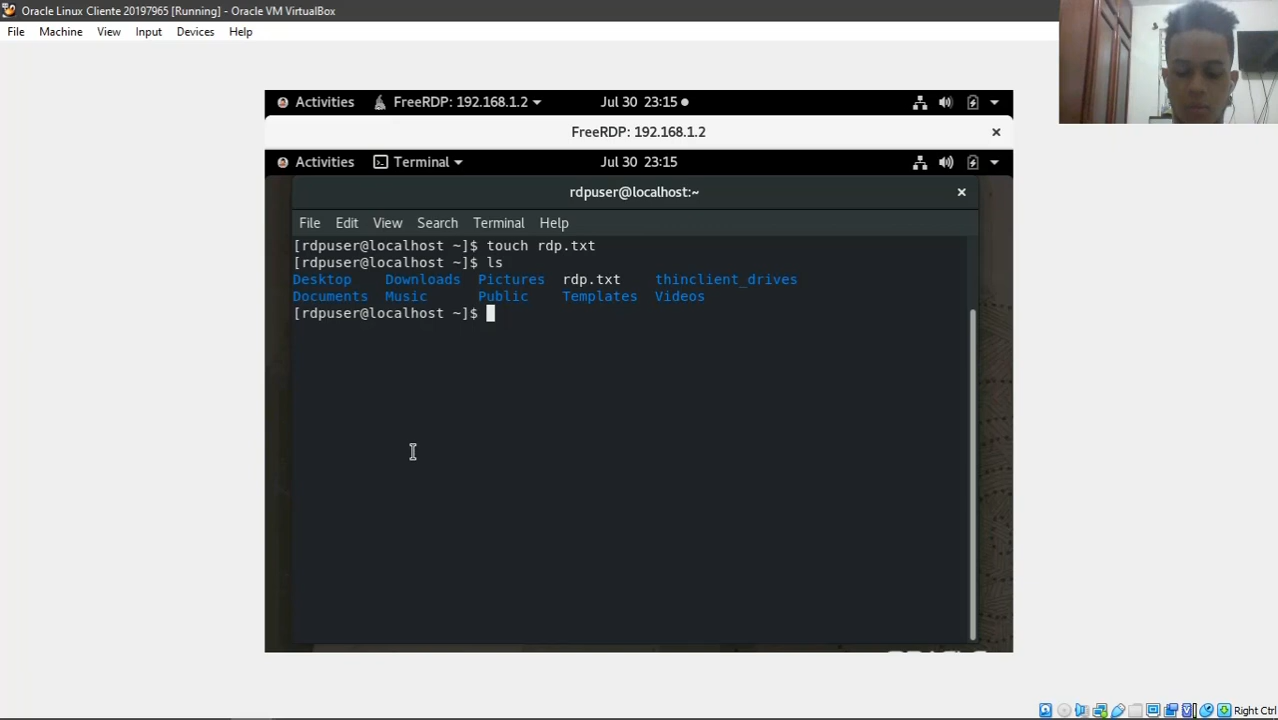 Oracle Linux Cliente 20197965 [Running] - Oracle VM VirtualBox
File Machine View Input Devices Help
Activities FreeRDP: 192.168.1.2 Jul 30 23:15
FreeRDP: 192.168.1.2
Activities Terminal Jul 30 23:15
rdpuser@localhost:~
File Edit View Search Terminal Help
[rdpuser@localhost ~]$ touch rdp.txt
[rdpuser@localhost ~]$ ls
Desktop Downloads Pictures rdp.txt thinclient_drives
Documents Music Public Templates Videos
[rdpuser@localhost ~]$
Right Ctrl